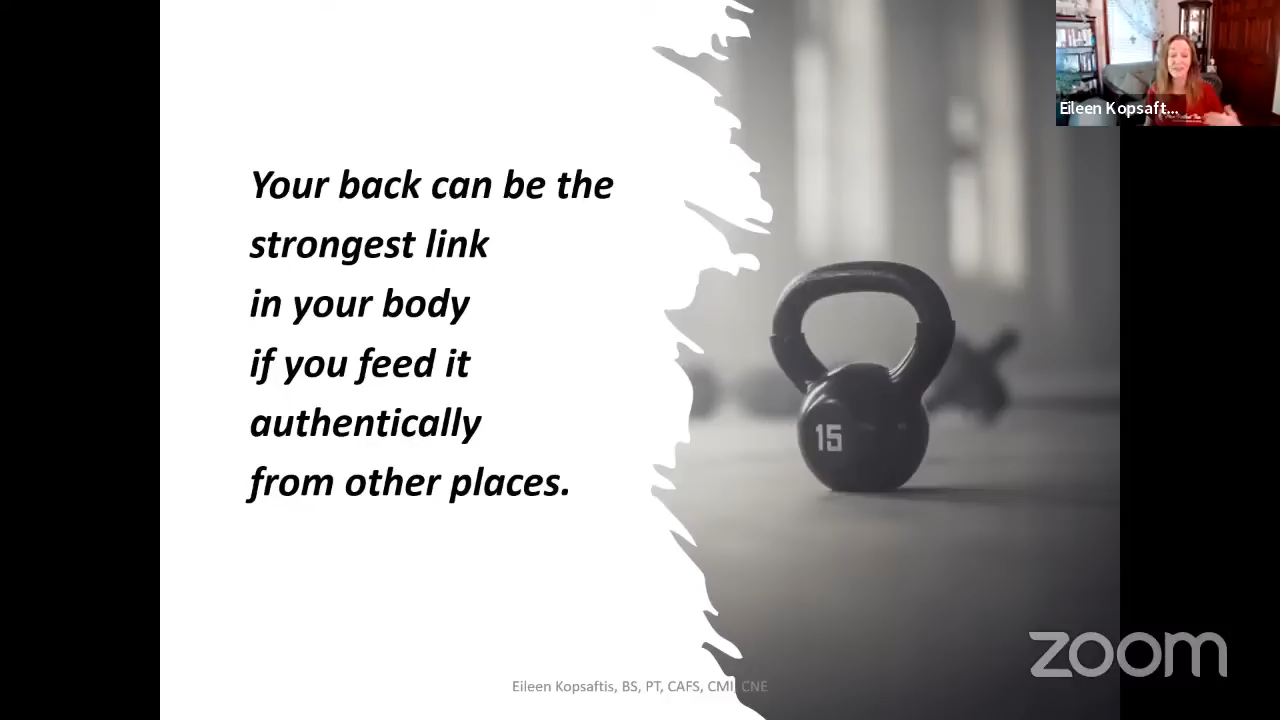 Eileen Kopsaft...
Your back can be the
strongest link
in your body
if you feed it
authentically
from other places.
15
zoom
Eileen Kopsaftis, BS, PT, CAFS, CMI, CNE